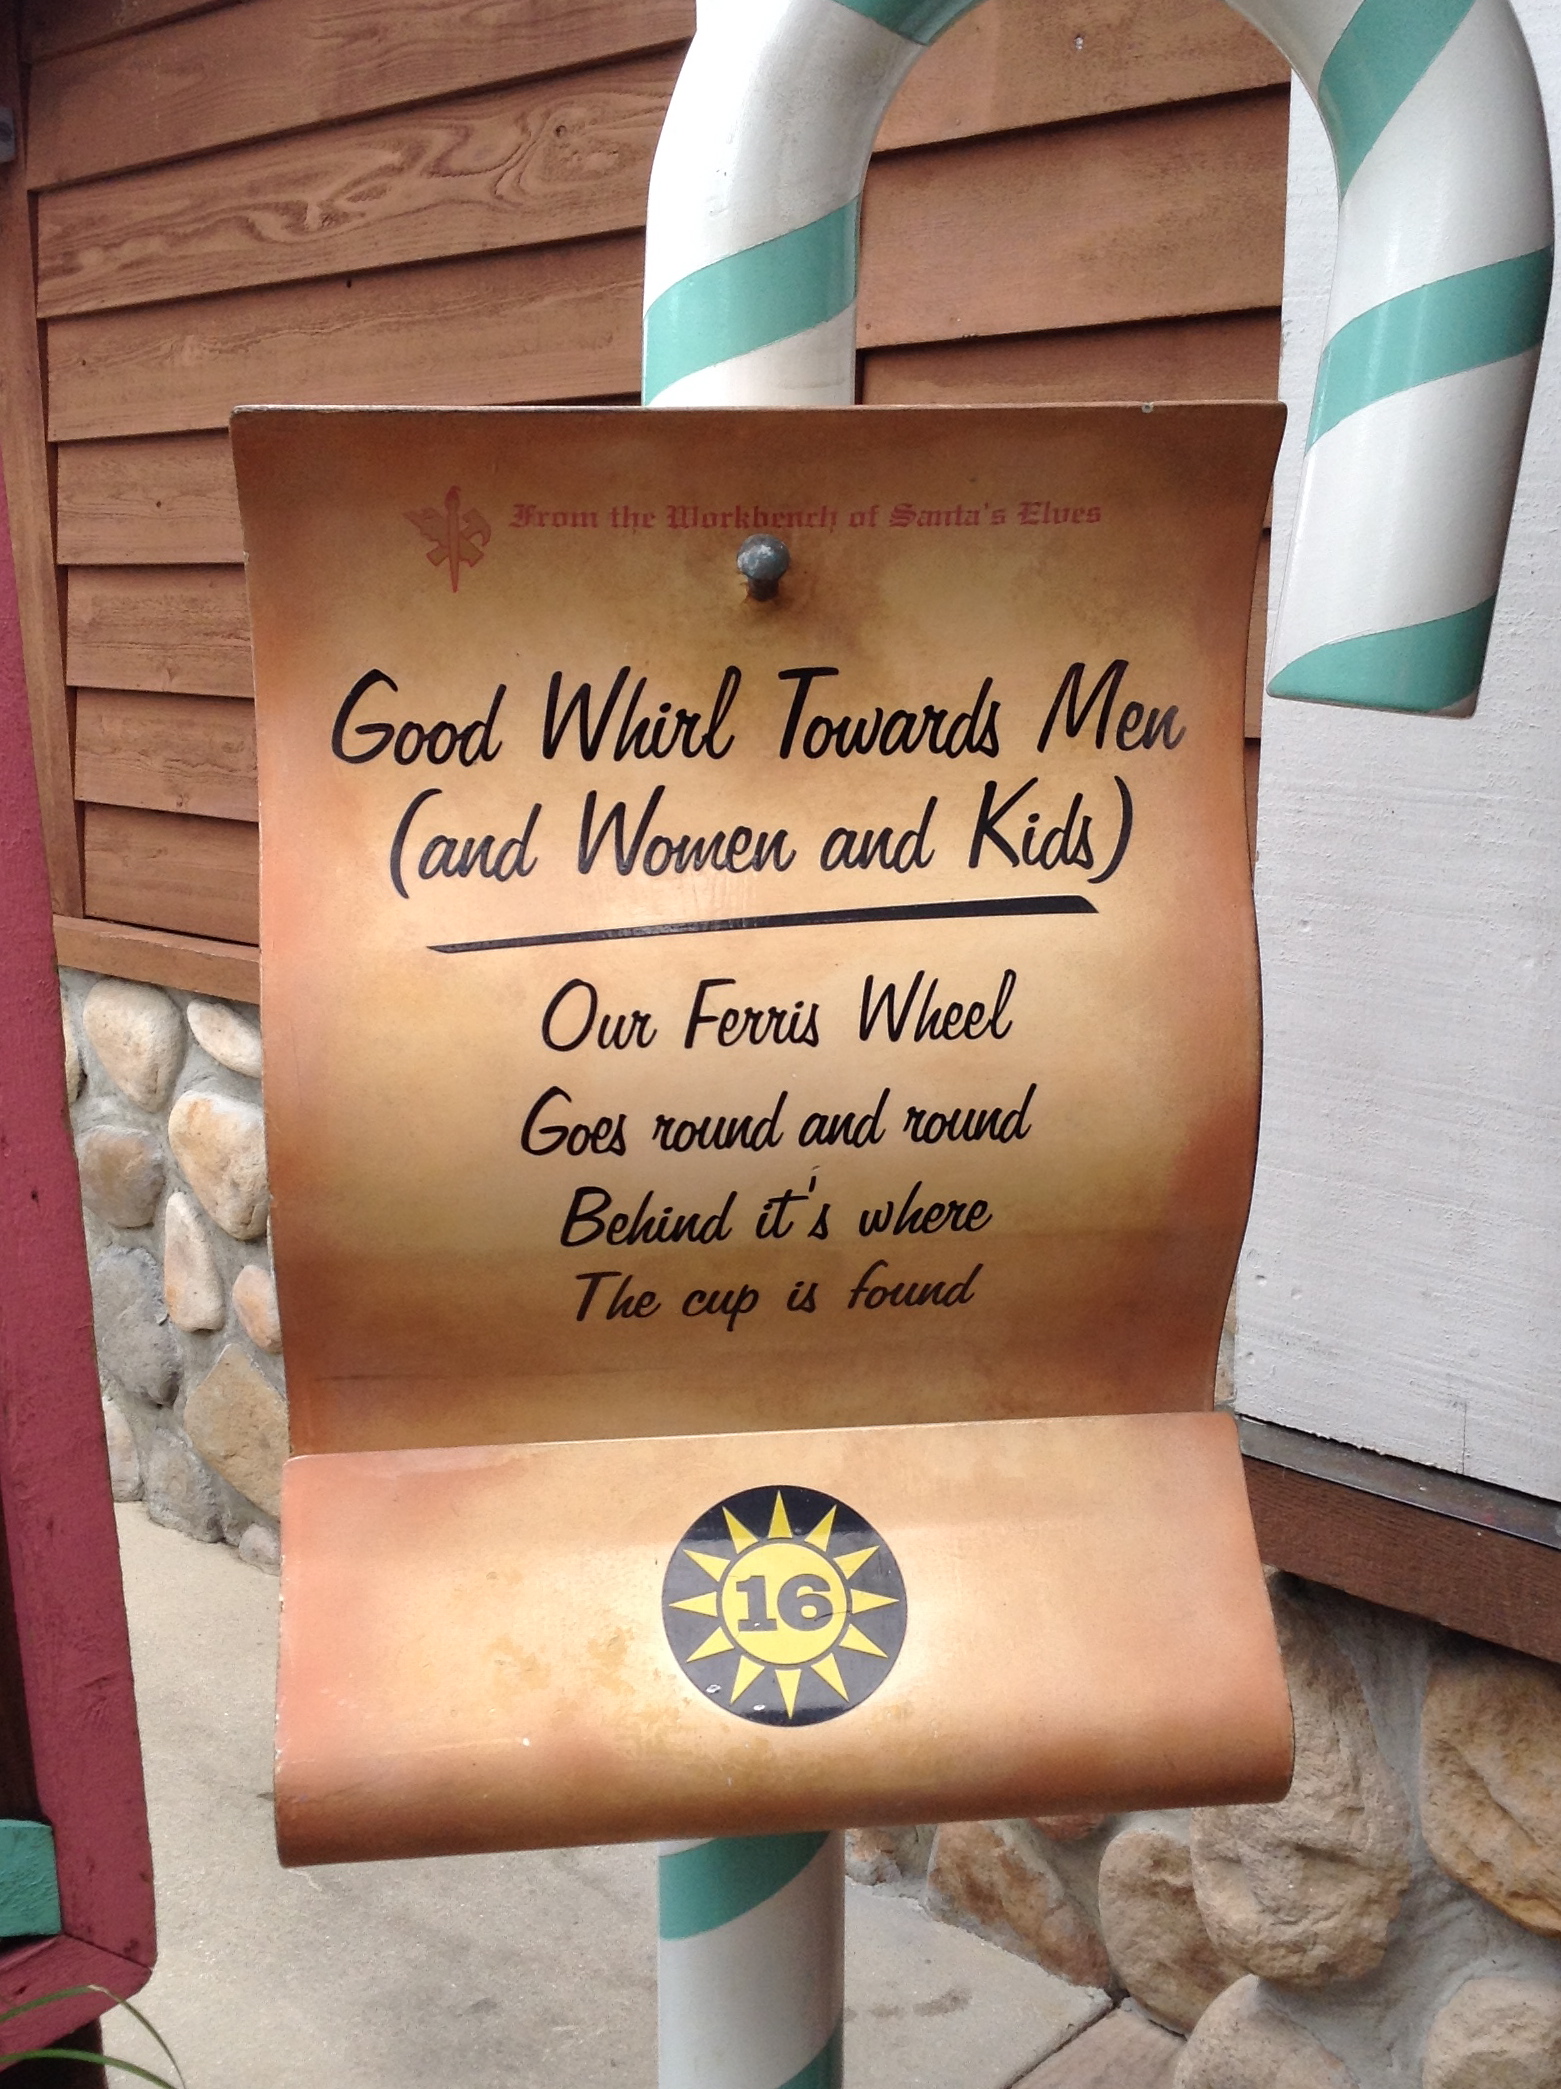 From the Workbench of Santa's Elves
Good Whirl Towards Men
(and Women and Kids)
Our Ferris Wheel
Goes round and round
Behind it's where
The cup is found
16